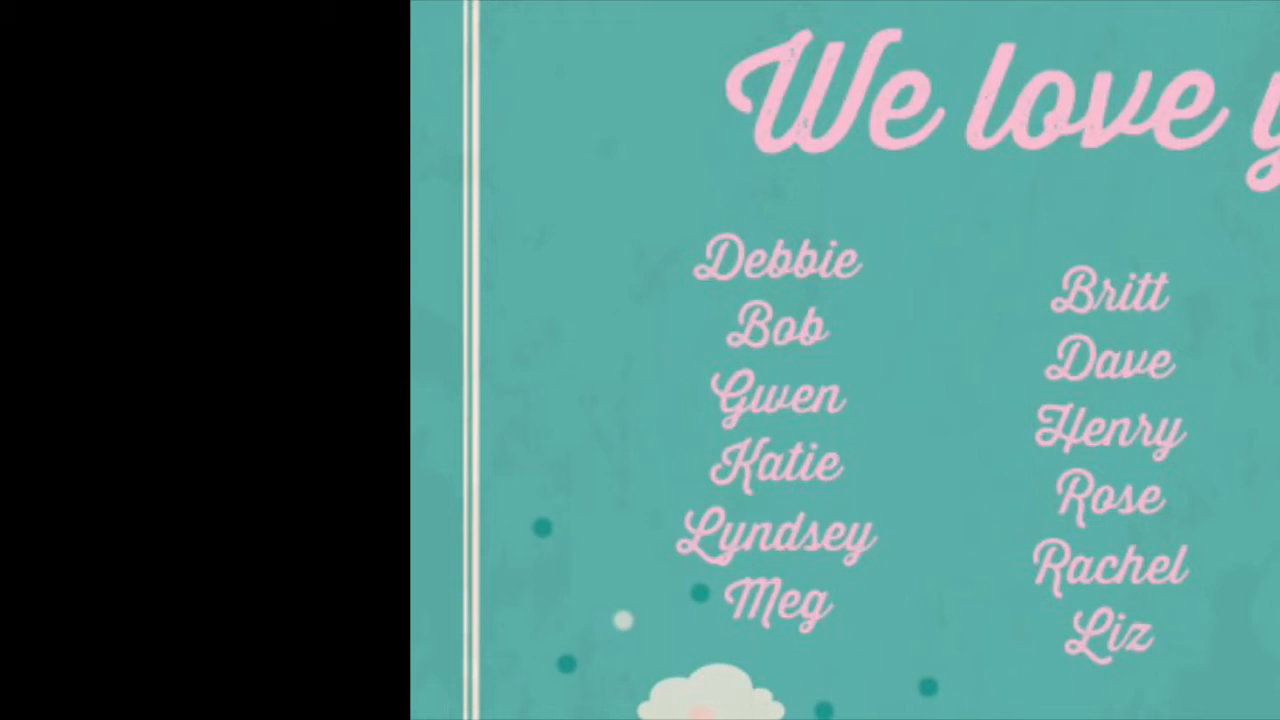 We love
Debbie
Bob
Gwen
Katie
Lyndsey
Meg
Britt
Dave
Henry
Rose
Rachel
Liz